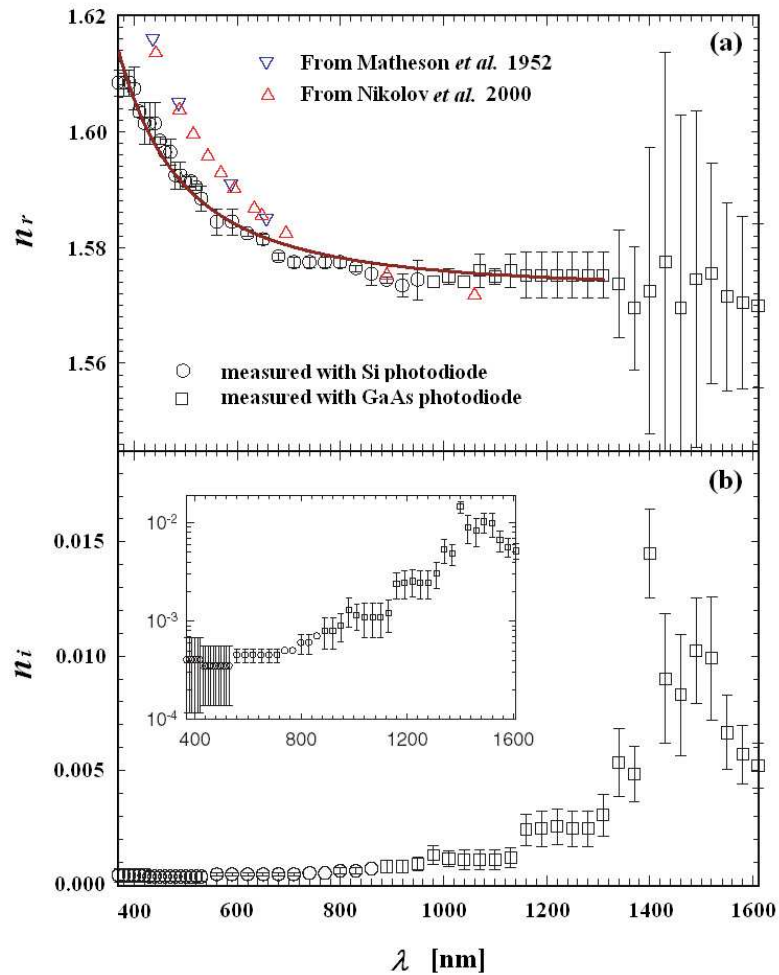 1.62
(a)
From Matheson et al. 1952
From Nikolov et al. 2000
1.60
n_r
1.58
1.56
measured with Si photodiode
measured with GaAs photodiode
(b)
10^-2
10^-3
10^-4
400 800 1200 1600
0.015
n_i
0.010
0.005
0.000
400 600 800 1000 1200 1400 1600
λ [nm]